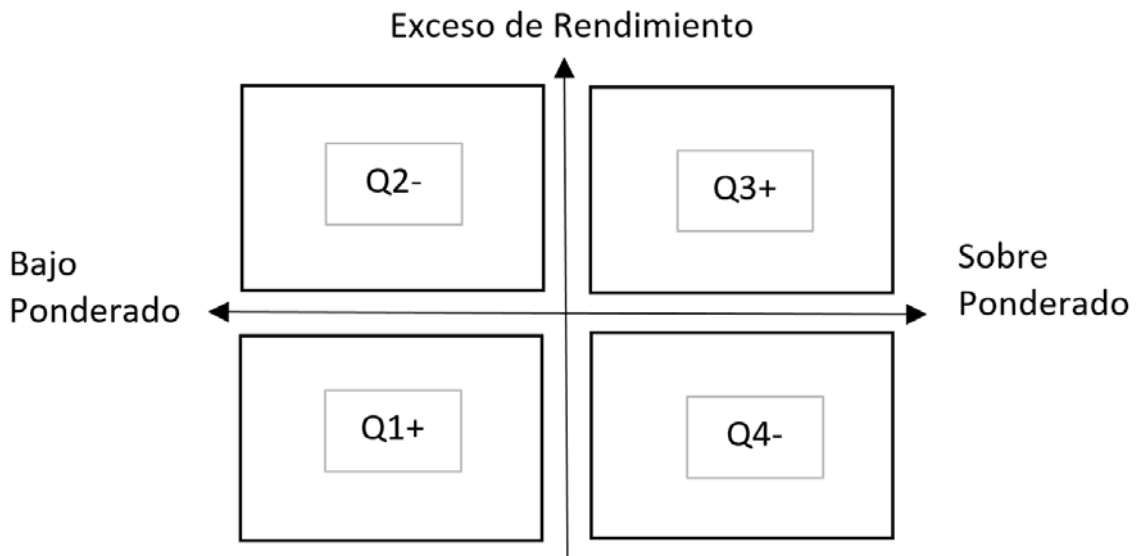 Exceso de Rendimiento
Q2-
Q3+
Bajo
Ponderado
Sobre
Ponderado
Q1+
Q4-